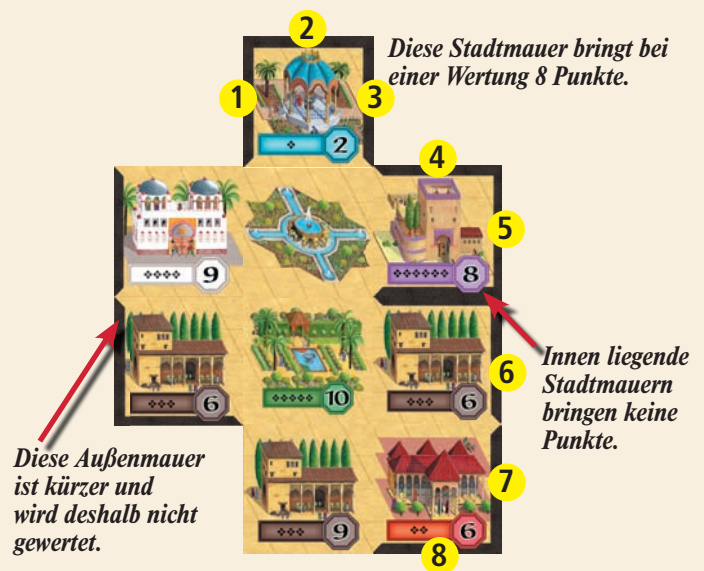 2
Diese Stadtmauer bringt bei
einer Wertung 8 Punkte.
1
3
2
4
5
9
8
6
10
6
6
Innen liegende
Stadtmauern
bringen keine
Punkte.
Diese Außenmauer
ist kürzer und
wird deshalb nicht
gewertet.
7
9
6
8